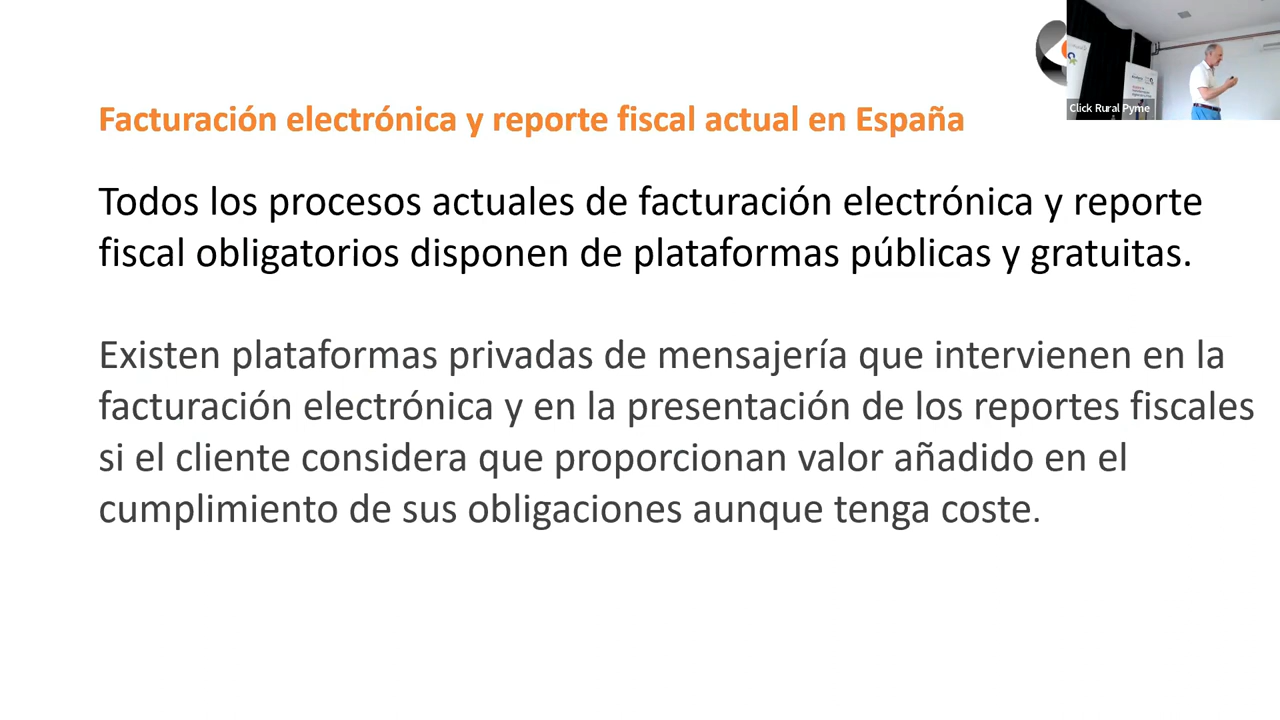 Facturación electrónica y reporte fiscal actual en España
Todos los procesos actuales de facturación electrónica y reporte
fiscal obligatorios disponen de plataformas públicas y gratuitas.
Existen plataformas privadas de mensajería que intervienen en la
facturación electrónica y en la presentación de los reportes fiscales
si el cliente considera que proporcionan valor añadido en el
cumplimiento de sus obligaciones aunque tenga coste.
Click Rural Pyme